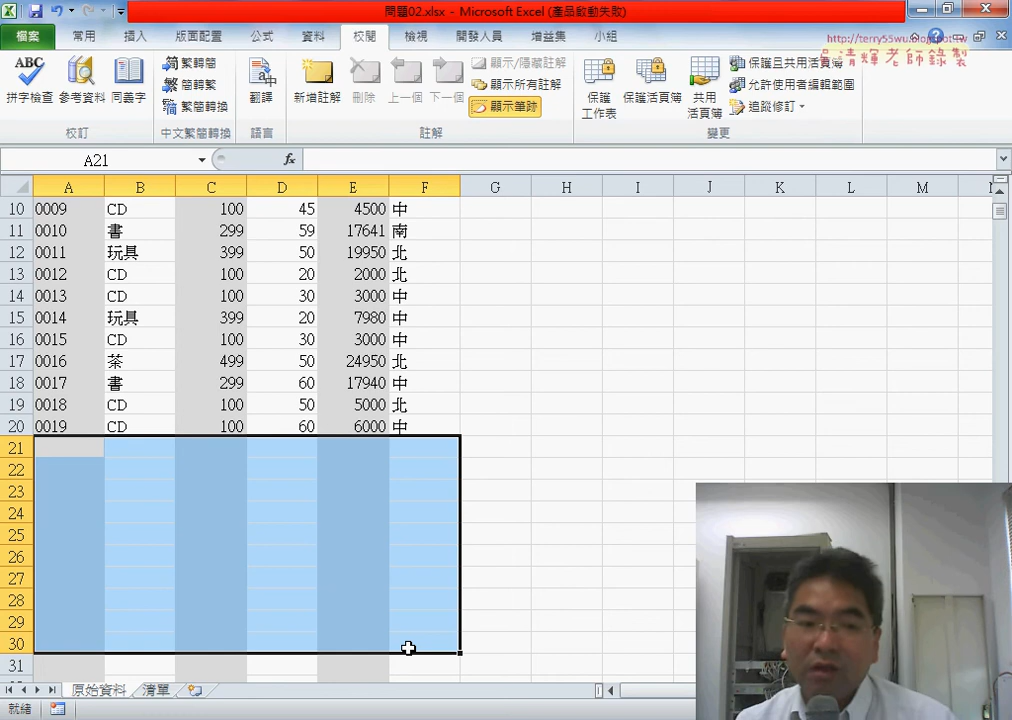 問題02.xlsx - Microsoft Excel (產品啟動失敗)
檔案 常用 插入 版面配置 公式 資料 校閱 檢視 開發人員 增益集 小組
http://terry55wu.blogspot.tw
吳清輝老師錄製
ABC 拼字檢查 參考資料 同義字
繁轉簡
簡轉繁
繁簡轉換
翻譯
新增註解 刪除 上一個 下一個
顯示/隱藏註解
顯示所有註解
顯示筆跡
保護工作表 保護活頁簿 共用活頁簿
保護且共用活頁簿
允許使用者編輯範圍
追蹤修訂
校訂 中文繁簡轉換 語言 註解 變更
A21 fx
A B C D E F G H I J K L M
10 0009 CD 100 45 4500 中
11 0010 書 299 59 17641 南
12 0011 玩具 399 50 19950 北
13 0012 CD 100 20 2000 北
14 0013 CD 100 30 3000 中
15 0014 玩具 399 20 7980 中
16 0015 CD 100 30 3000 中
17 0016 茶 499 50 24950 北
18 0017 書 299 60 17940 中
19 0018 CD 100 50 5000 北
20 0019 CD 100 60 6000 中
21
22
23
24
25
26
27
28
29
30
31
原始資料 清單
就緒